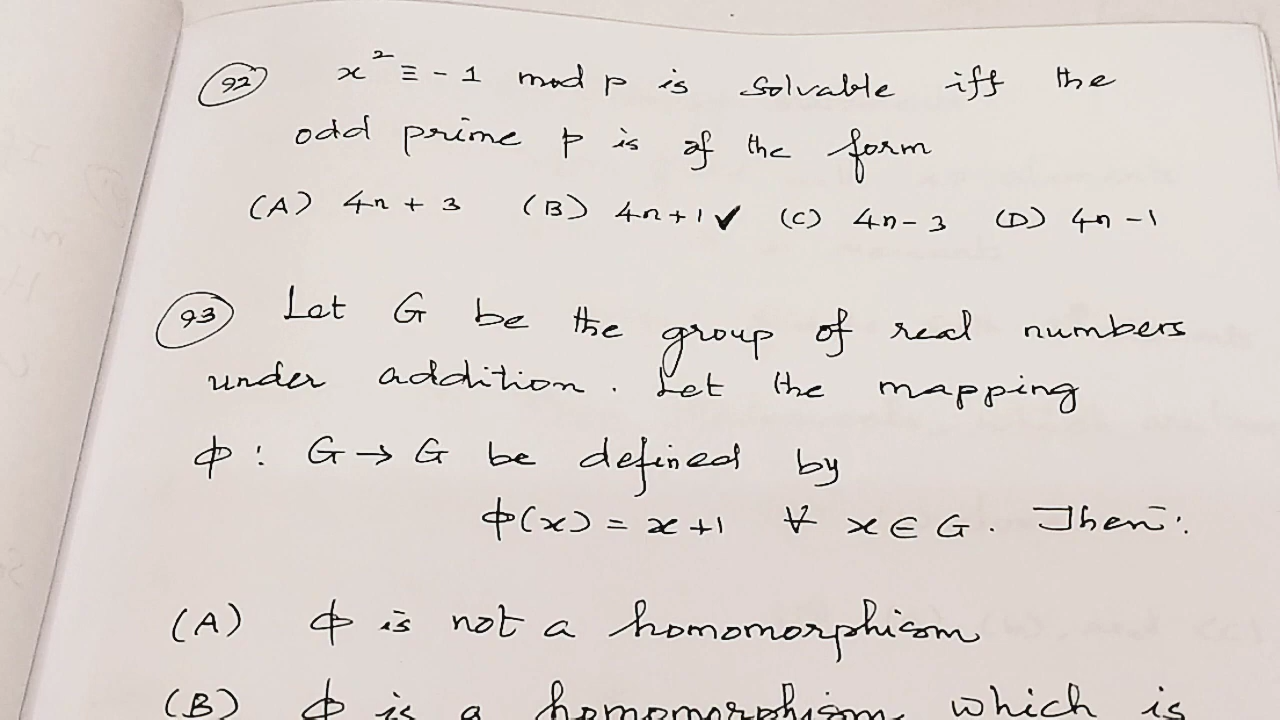 92 x² ≡ -1 mod p is solvable iff the
odd prime p is of the form
(A) 4n + 3 (B) 4n+1 ✓ (C) 4n-3 (D) 4n-1
93 Let G be the group of real numbers
under addition. Let the mapping
ϕ: G → G be defined by
ϕ(x) = x+1 ∀ x ∈ G. Then:
(A) ϕ is not a homomorphism
(B) ϕ is a homomorphism which is